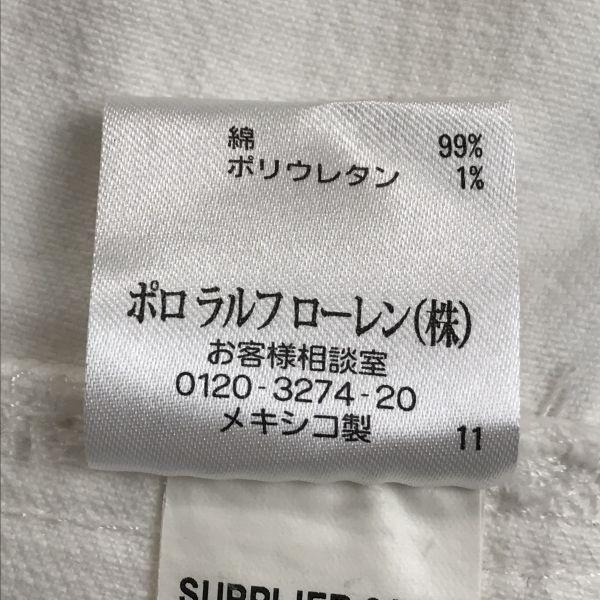 綿 99%
ポリウレタン 1%
ポロ ラルフ ローレン(株)
お客様相談室
0120-3274-20
メキシコ製 11
SUPPLIER